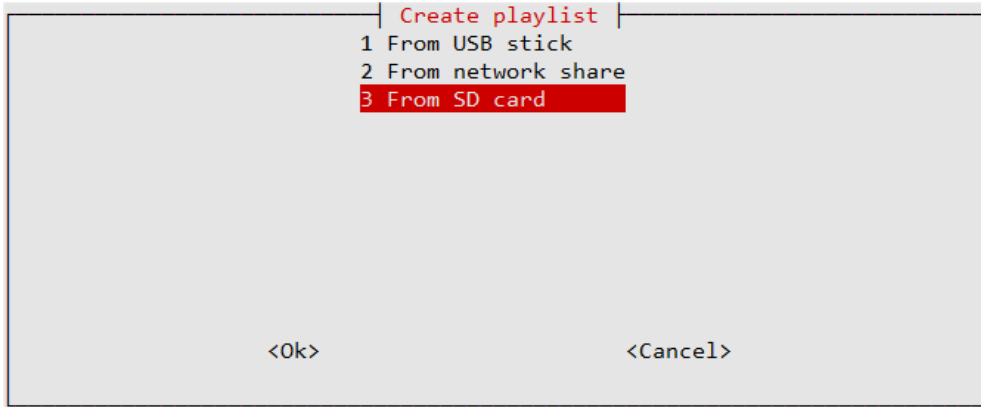 Create playlist
1 From USB stick
2 From network share
3 From SD card
<Ok> <Cancel>